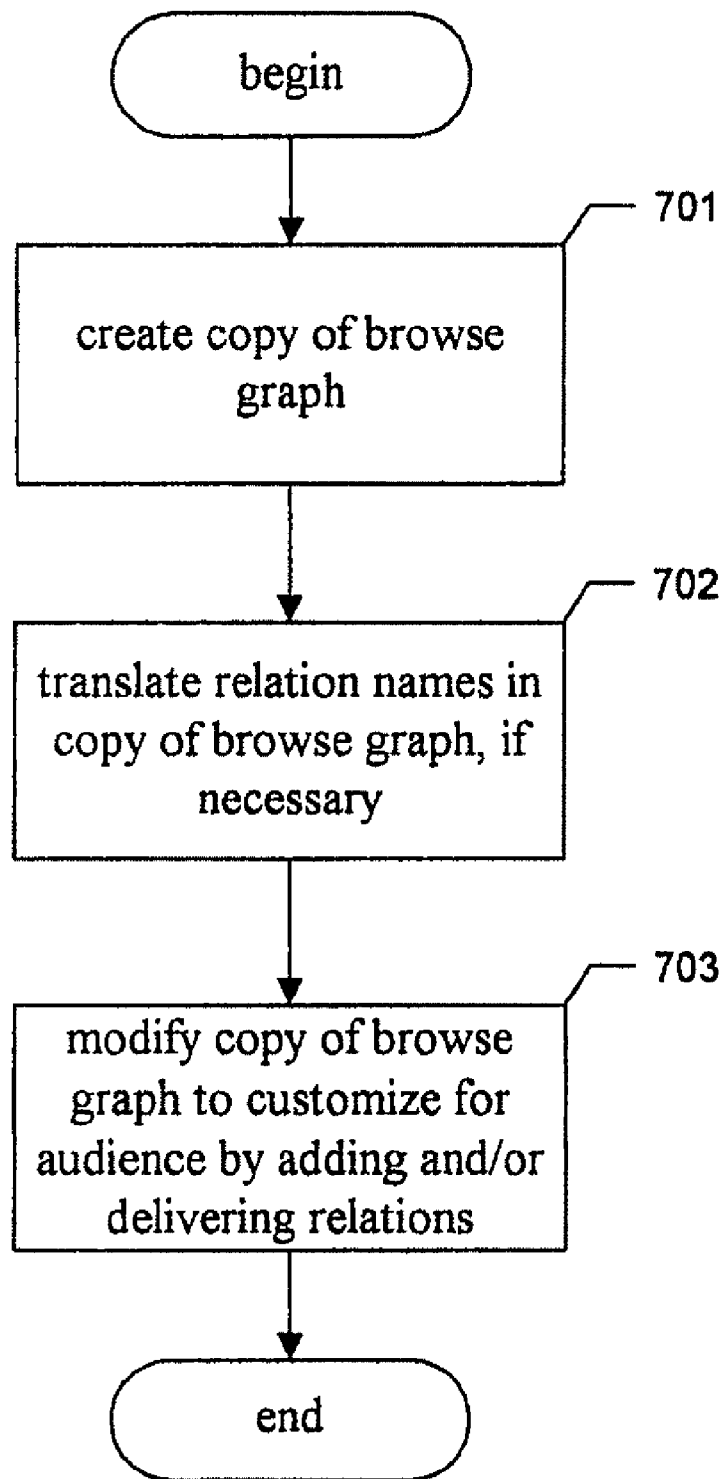 begin
701
create copy of browse
graph
702
translate relation names in
copy of browse graph, if
necessary
703
modify copy of browse
graph to customize for
audience by adding and/or
delivering relations
end